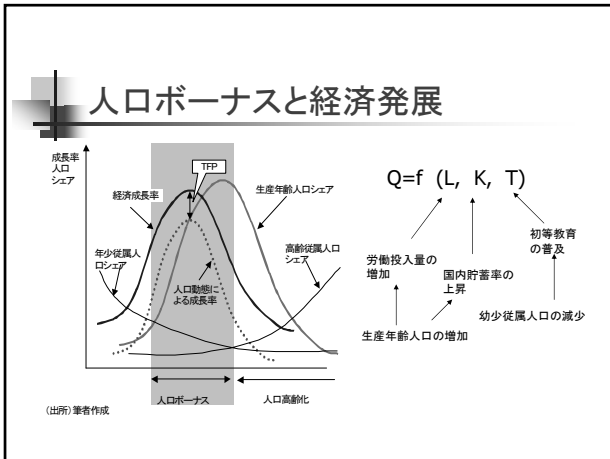 人口ボーナスと経済発展
成長率
人口
シェア
TFP
経済成長率
生産年齢人口シェア
年少従属人
口シェア
高齢従属人口
シェア
人口動態に
よる成長率
人口ボーナス
人口高齢化
(出所)筆者作成
Q=f (L, K, T)
労働投入量の
増加
国内貯蓄率の
上昇
初等教育
の普及
生産年齢人口の増加
幼少従属人口の減少